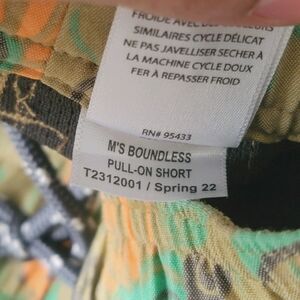 FROIDE AVEC DES COULEURS
SIMILAIRES CYCLE DÉLICAT
NE PAS JAVELLISER SECHER À
LA MACHINE CYCLE DOUX
FER À REPASSER FROID
RN# 95433
M'S BOUNDLESS
PULL-ON SHORT
T2312001 / Spring 22